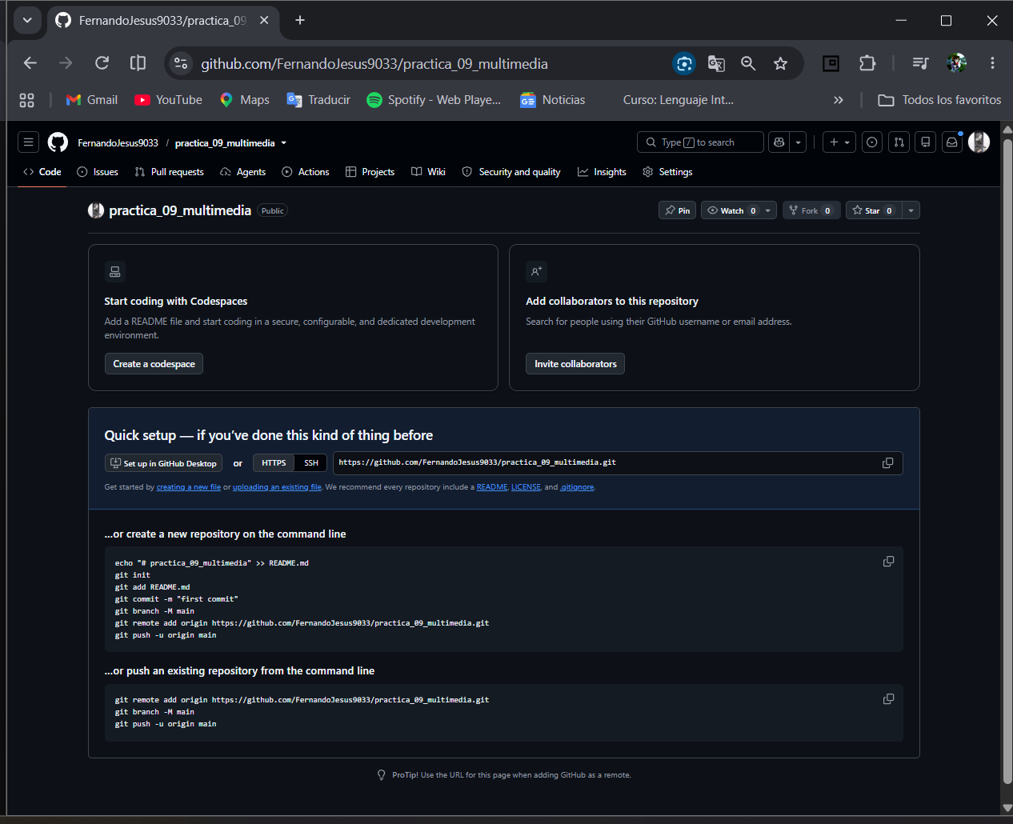 FernandoJesus9033/practica_09
github.com/FernandoJesus9033/practica_09_multimedia
Gmail YouTube Maps Traducir Spotify - Web Playe... Noticias Curso: Lenguaje Int... » Todos los favoritos
FernandoJesus9033 / practica_09_multimedia
Type / to search
Code Issues Pull requests Agents Actions Projects Wiki Security and quality Insights Settings
practica_09_multimedia Public
Pin Watch 0 Fork 0 Star 0
Start coding with Codespaces
Add a README file and start coding in a secure, configurable, and dedicated development
environment.
Create a codespace
Add collaborators to this repository
Search for people using their GitHub username or email address.
Invite collaborators
Quick setup — if you’ve done this kind of thing before
Set up in GitHub Desktop or HTTPS SSH https://github.com/FernandoJesus9033/practica_09_multimedia.git
Get started by creating a new file or uploading an existing file. We recommend every repository include a README, LICENSE, and .gitignore.
...or create a new repository on the command line
echo "# practica_09_multimedia" >> README.md
git init
git add README.md
git commit -m "first commit"
git branch -M main
git remote add origin https://github.com/FernandoJesus9033/practica_09_multimedia.git
git push -u origin main
...or push an existing repository from the command line
git remote add origin https://github.com/FernandoJesus9033/practica_09_multimedia.git
git branch -M main
git push -u origin main
ProTip! Use the URL for this page when adding GitHub as a remote.